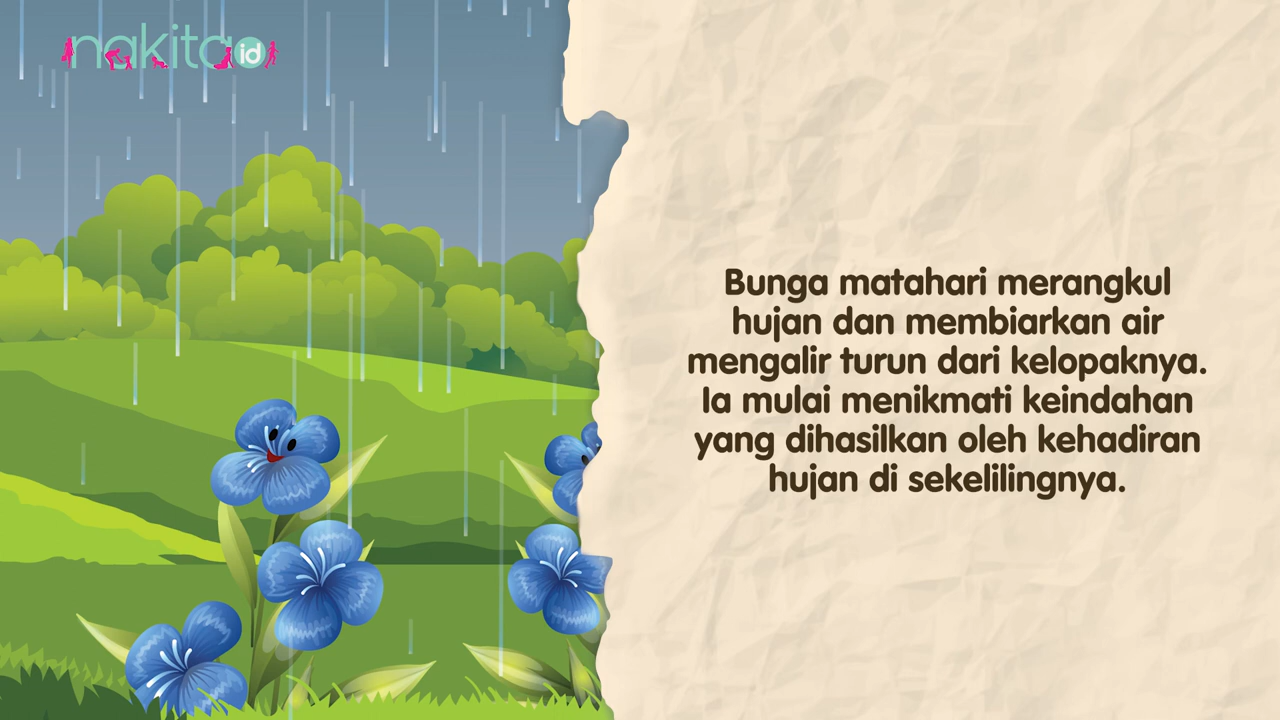 nakita id
Bunga matahari merangkul
hujan dan membiarkan air
mengalir turun dari kelopaknya.
Ia mulai menikmati keindahan
yang dihasilkan oleh kehadiran
hujan di sekelilingnya.